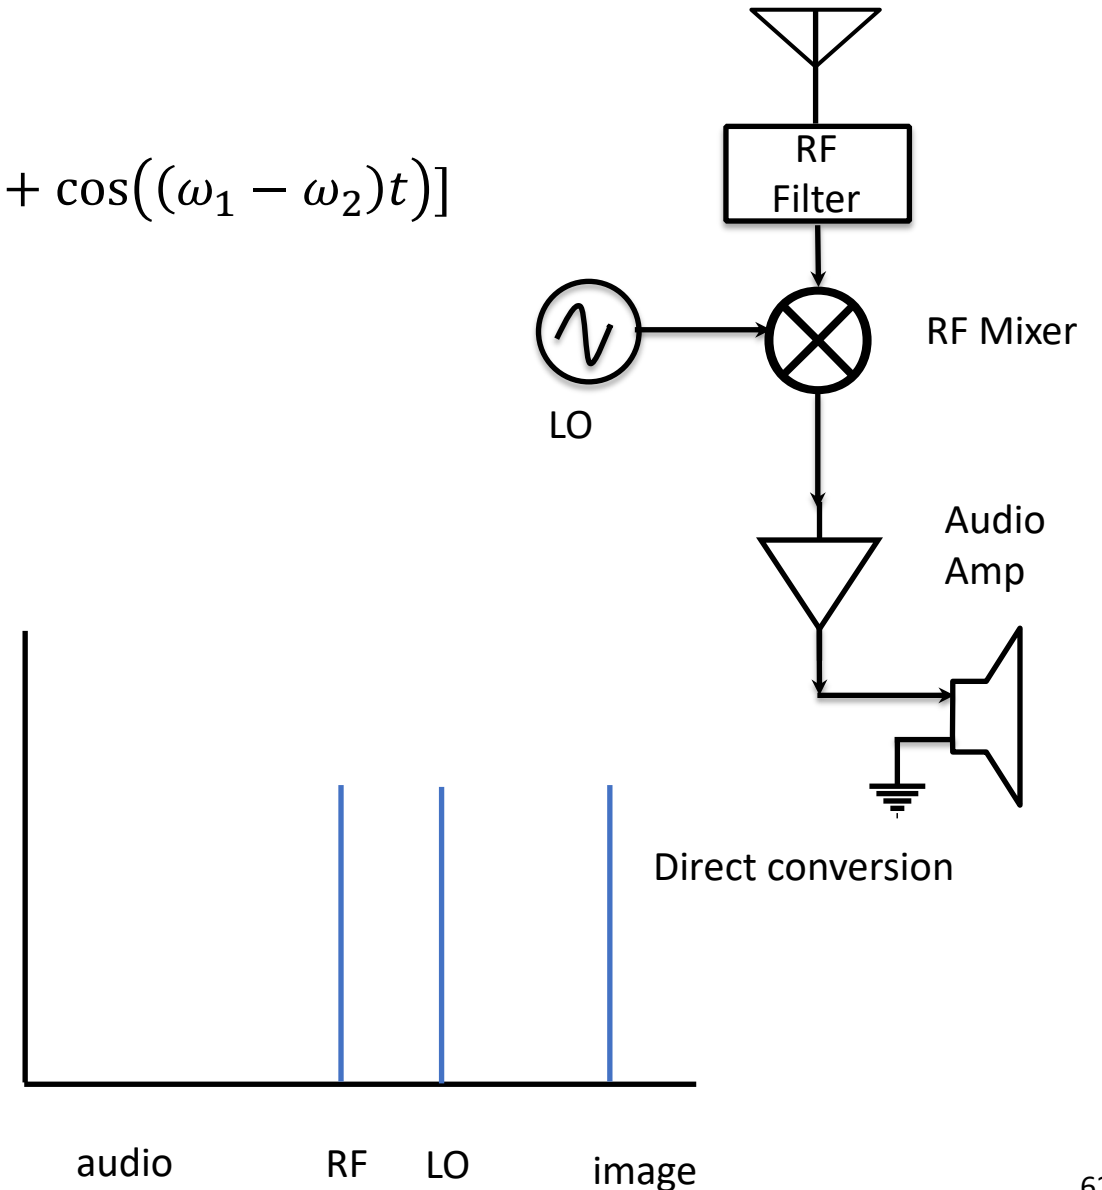 + cos((ω₁ − ω₂)t)]
RF
Filter
RF Mixer
LO
Audio
Amp
Direct conversion
audio RF LO image